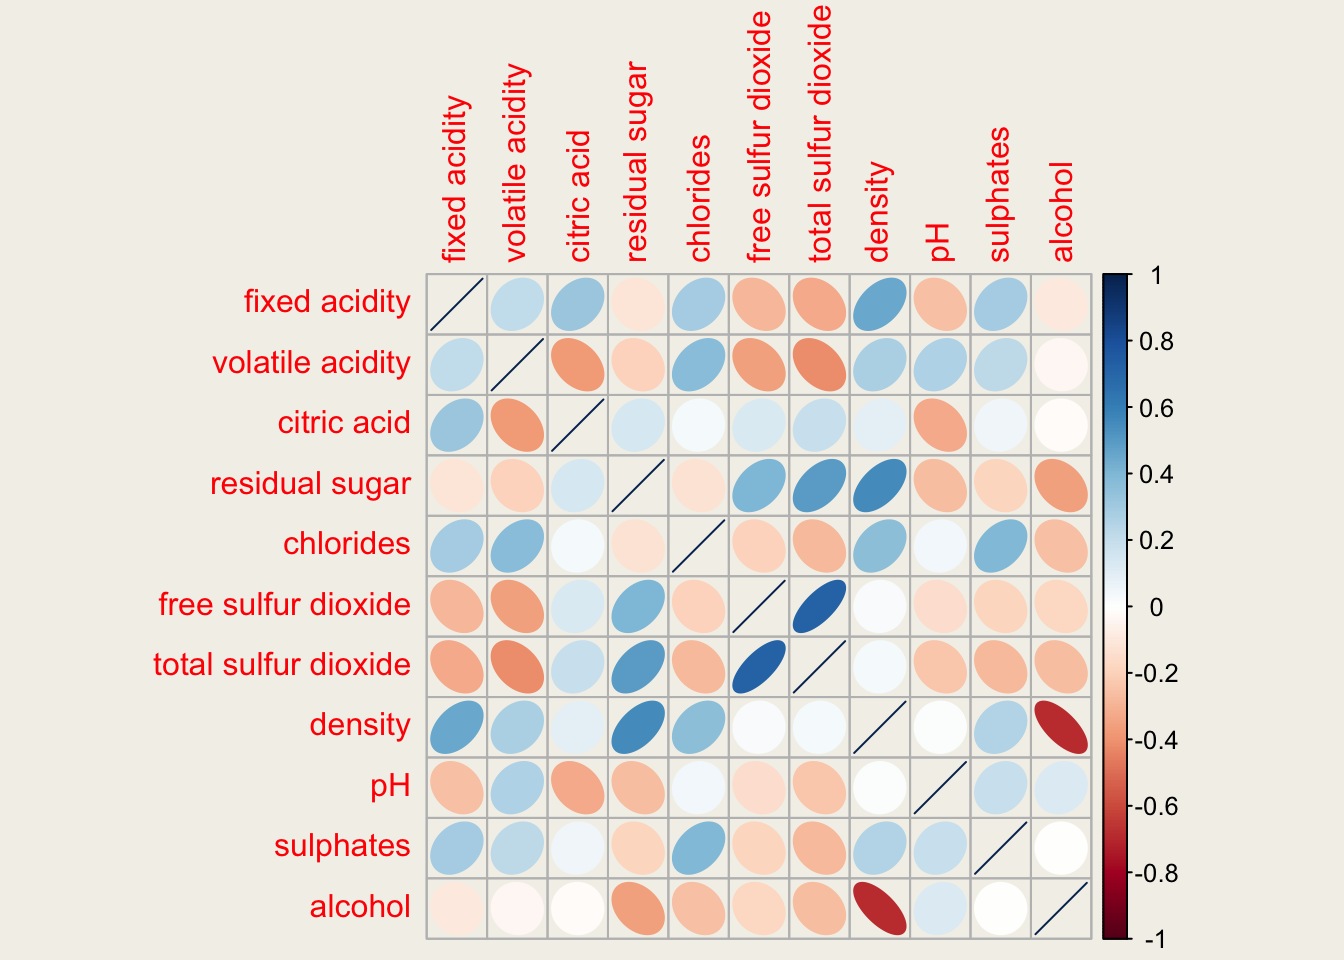 fixed acidity
volatile acidity
citric acid
residual sugar
chlorides
free sulfur dioxide
total sulfur dioxide
density
pH
sulphates
alcohol
fixed acidity
volatile acidity
citric acid
residual sugar
chlorides
free sulfur dioxide
total sulfur dioxide
density
pH
sulphates
alcohol
1
0.8
0.6
0.4
0.2
0
-0.2
-0.4
-0.6
-0.8
-1